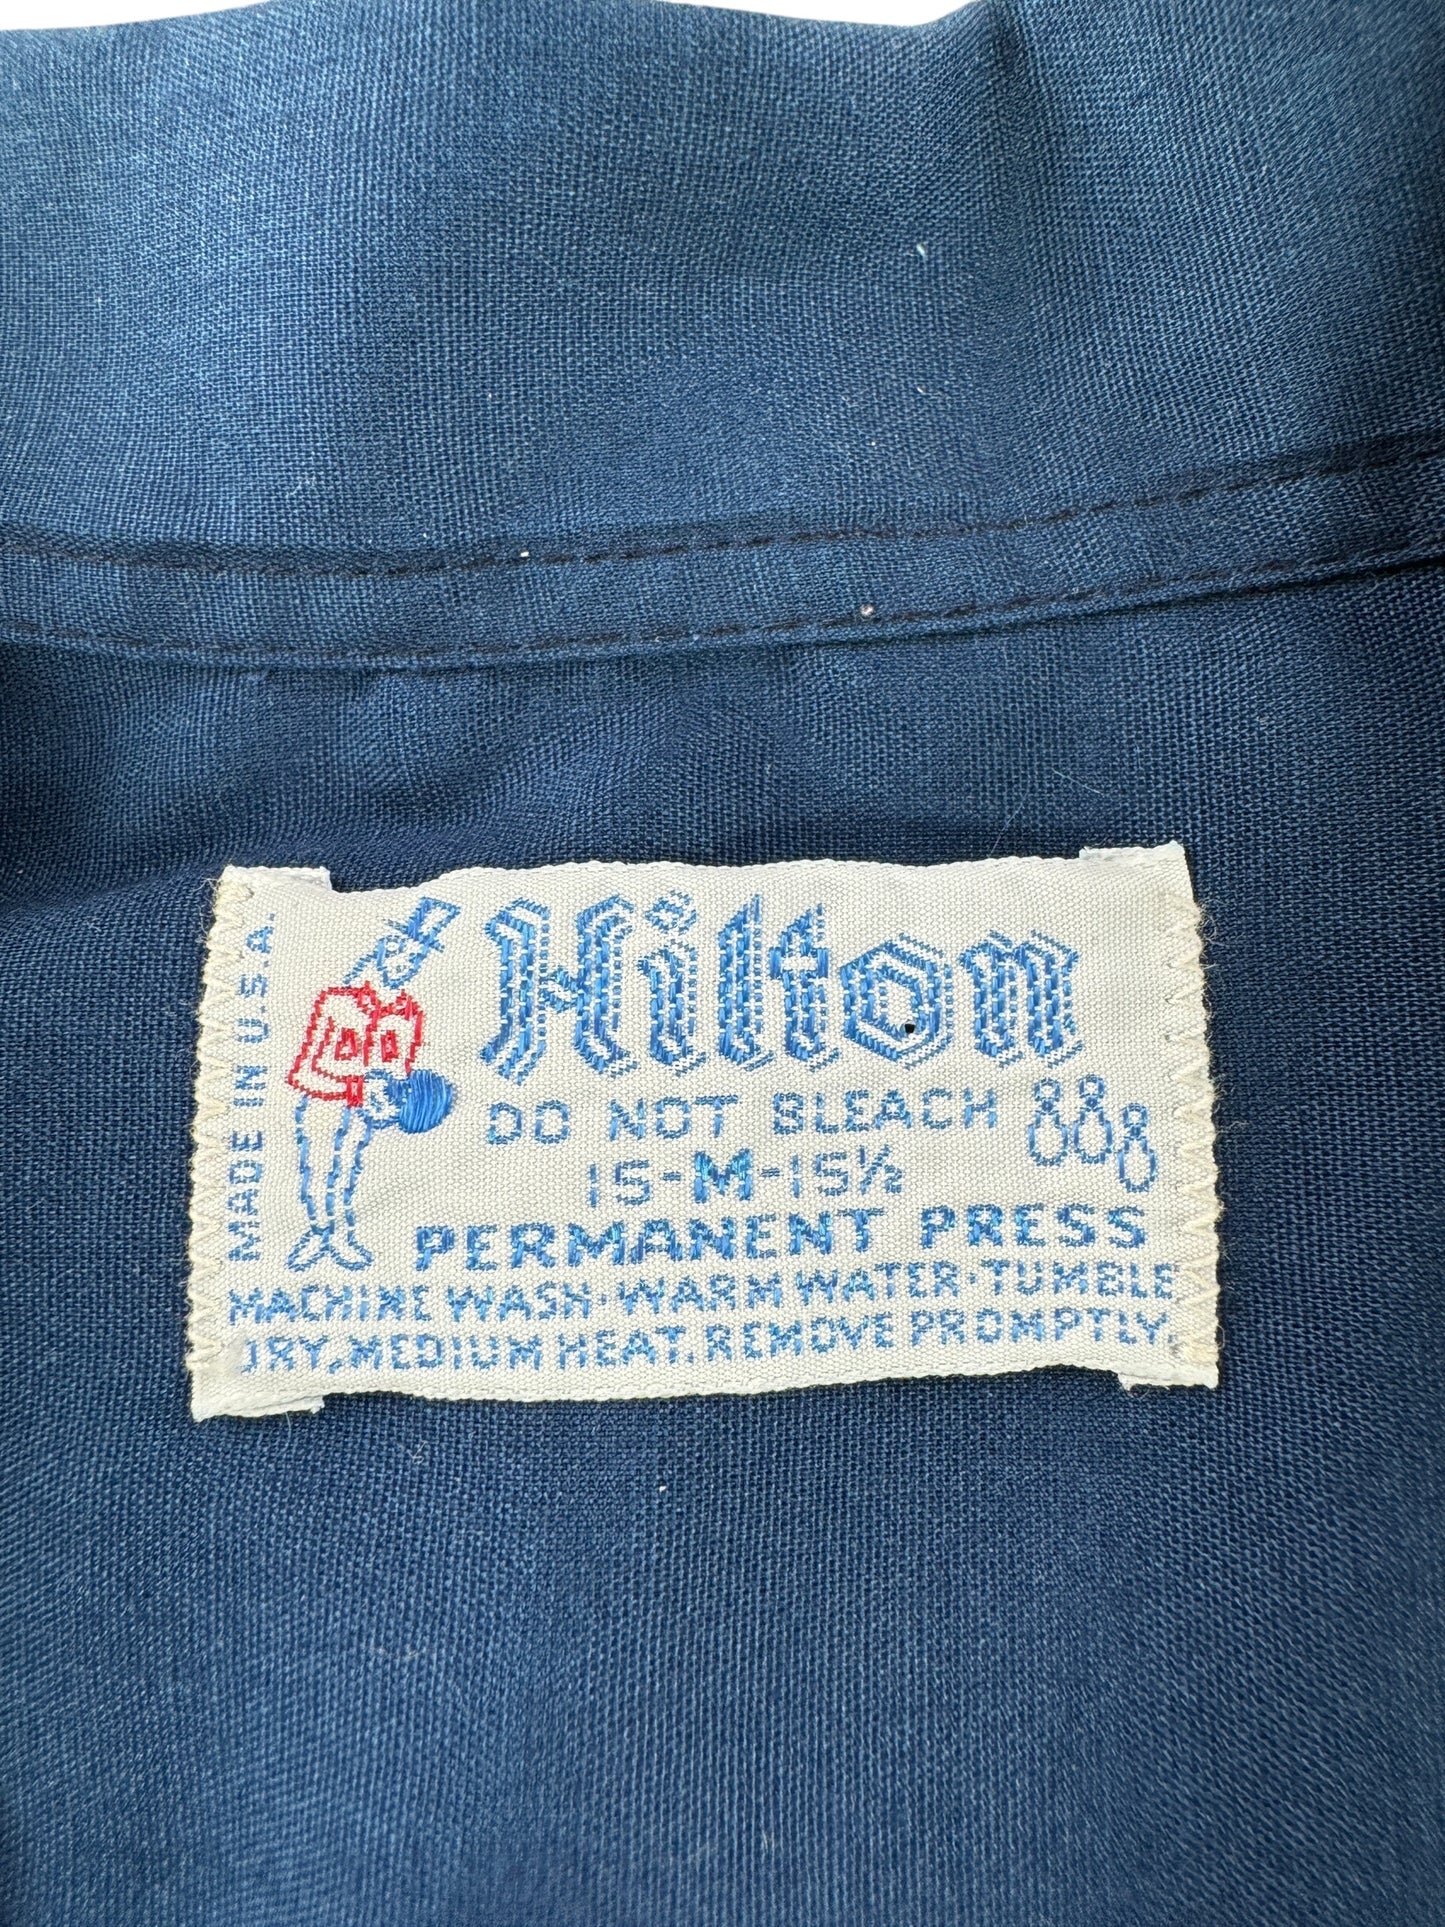 MADE IN U.S.A.
Hilton
DO NOT BLEACH
15-M-15½
PERMANENT PRESS
MACHINE WASH·WARM WATER·TUMBLE
DRY, MEDIUM HEAT. REMOVE PROMPTLY.